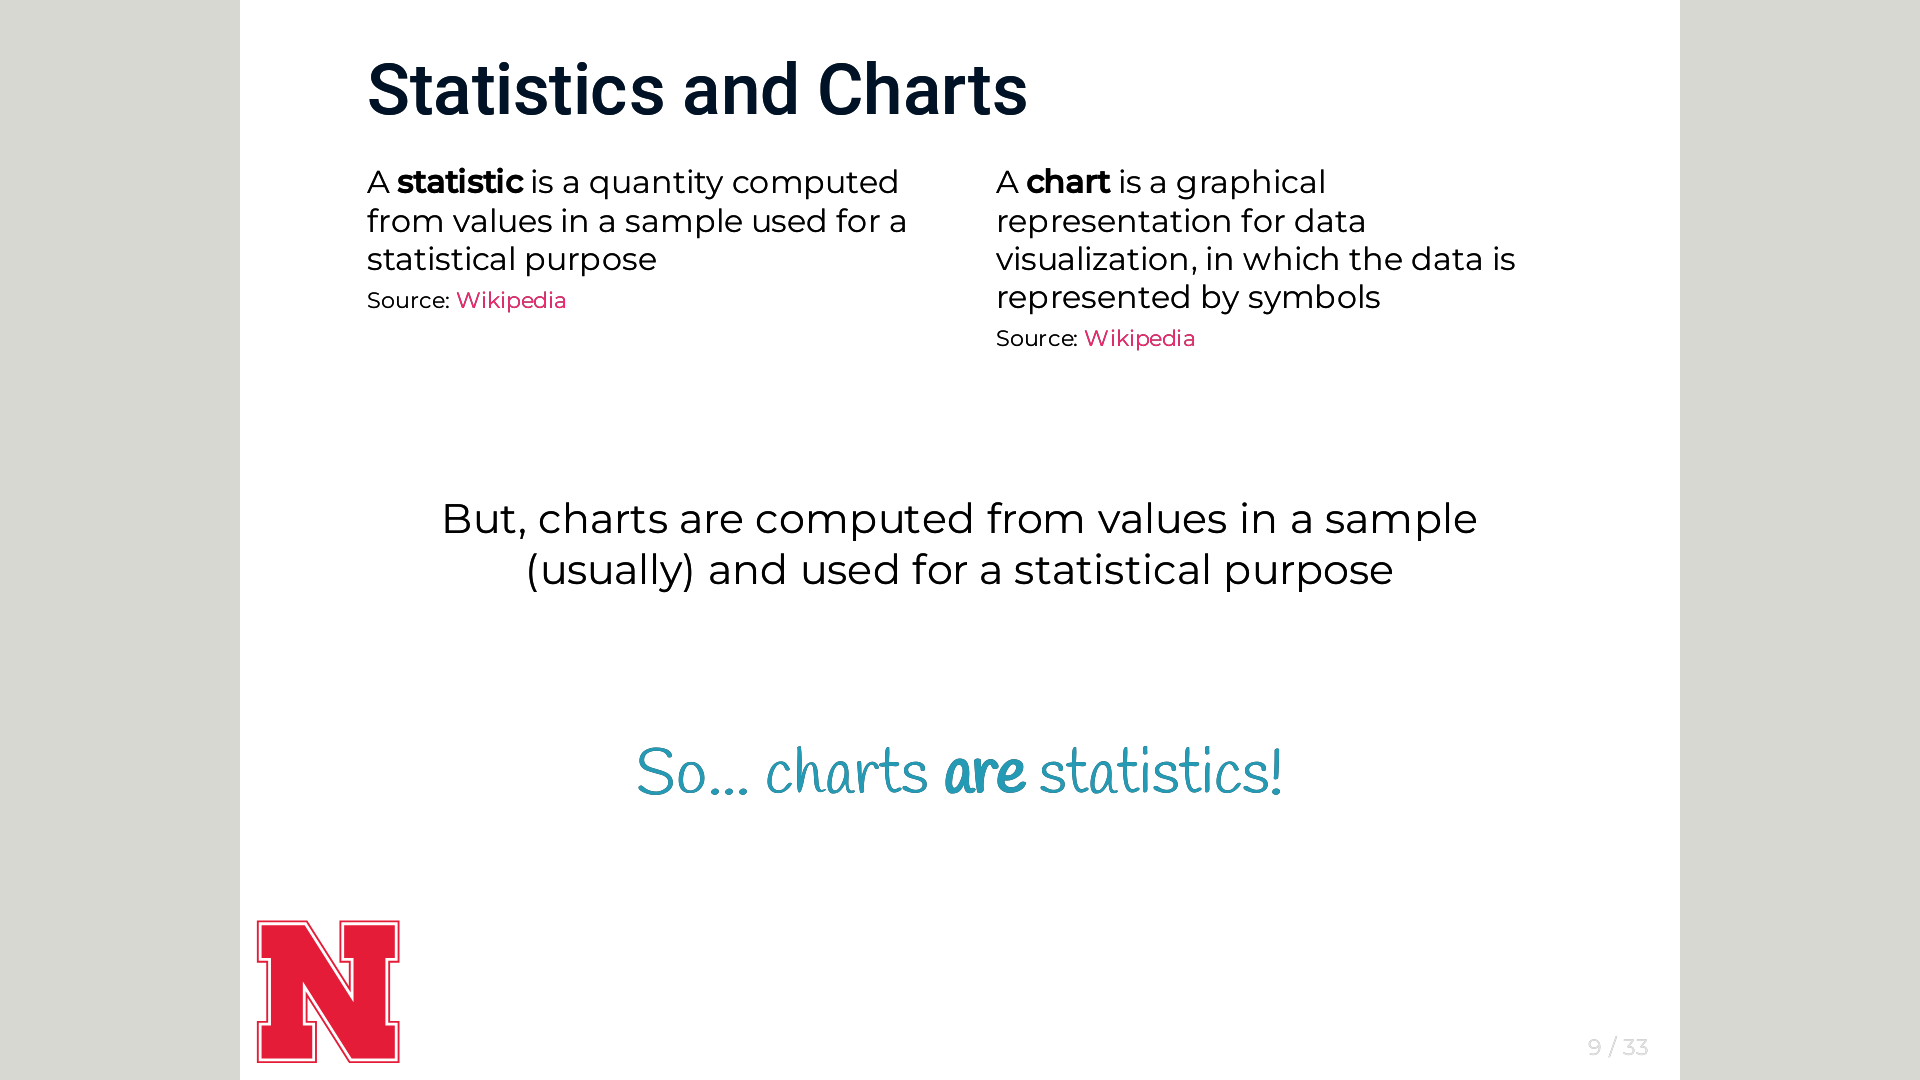 Statistics and Charts
A statistic is a quantity computed
from values in a sample used for a
statistical purpose
Source: Wikipedia
A chart is a graphical
representation for data
visualization, in which the data is
represented by symbols
Source: Wikipedia
But, charts are computed from values in a sample
(usually) and used for a statistical purpose
So... charts are statistics!
N
9 / 33